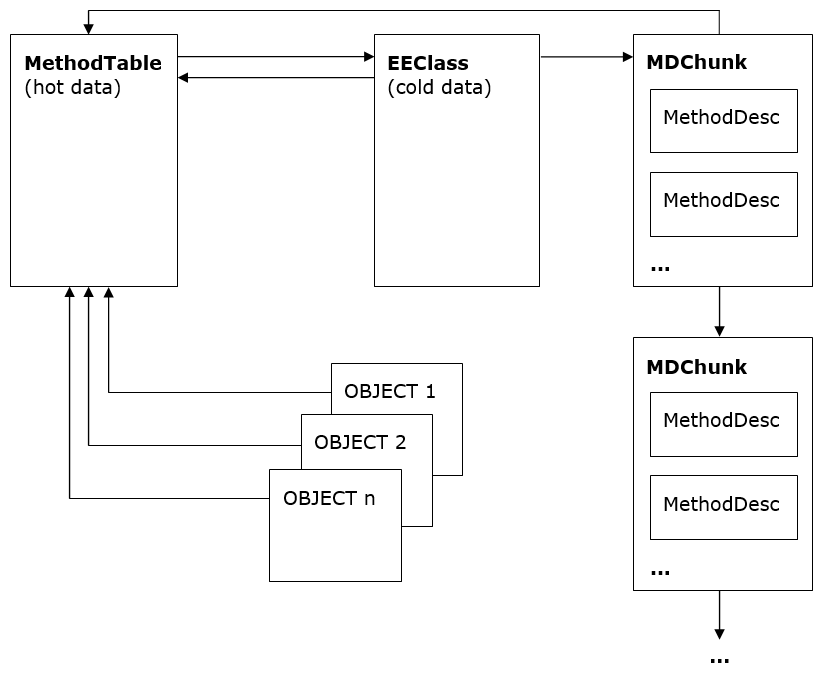 MethodTable
(hot data)
EEClass
(cold data)
MDChunk
MethodDesc
MethodDesc
...
MDChunk
MethodDesc
MethodDesc
...
...
OBJECT 1
OBJECT 2
OBJECT n